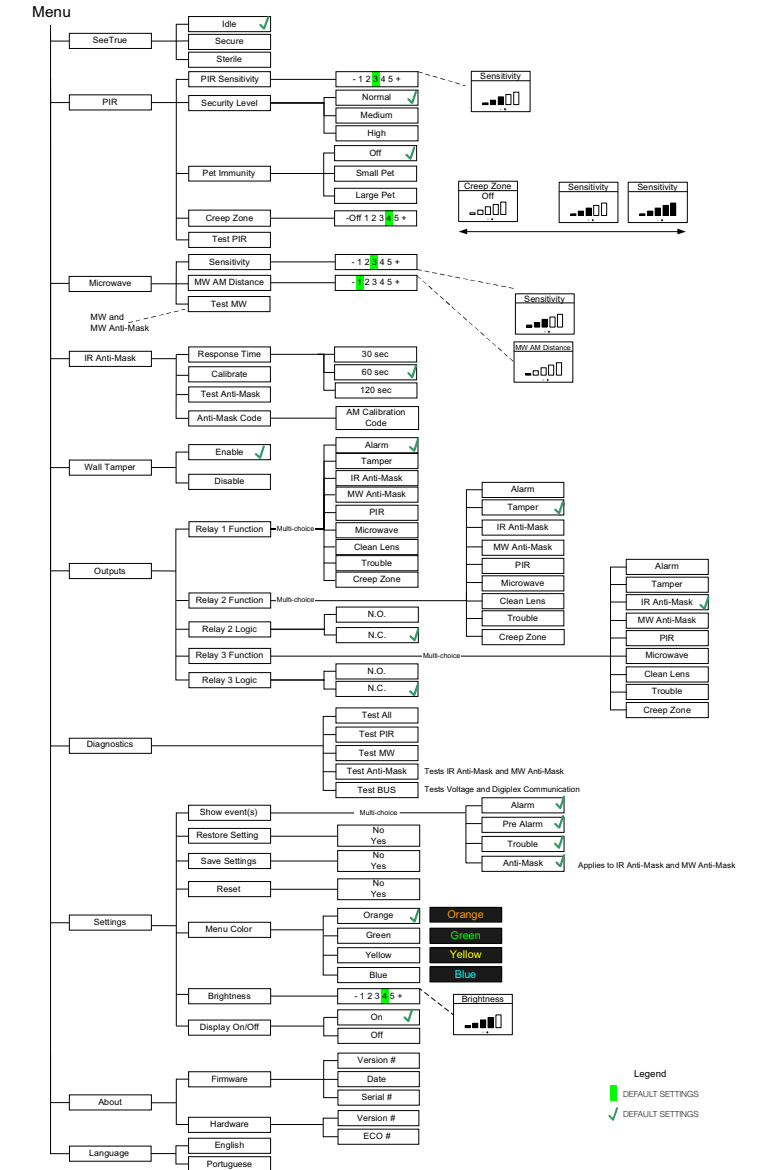 Menu
SeeTrue
Idle
Secure
Sterile
PIR
PIR Sensitivity
- 1 2 3 4 5 +
Sensitivity
Security Level
Normal
Medium
High
Pet Immunity
Off
Small Pet
Large Pet
Creep Zone
-Off 1 2 3 4 5 +
Creep Zone
Off
Sensitivity
Sensitivity
Test PIR
Microwave
Sensitivity
- 1 2 3 4 5 +
MW AM Distance
- 1 2 3 4 5 +
Test MW
MW and
MW Anti-Mask
Sensitivity
MW AM Distance
IR Anti-Mask
Response Time
30 sec
60 sec
120 sec
Calibrate
Test Anti-Mask
Anti-Mask Code
AM Calibration
Code
Wall Tamper
Enable
Disable
Outputs
Relay 1 Function
Multi-choice
Alarm
Tamper
IR Anti-Mask
MW Anti-Mask
PIR
Microwave
Clean Lens
Trouble
Creep Zone
Relay 2 Function
Multi-choice
Alarm
Tamper
IR Anti-Mask
MW Anti-Mask
PIR
Microwave
Clean Lens
Trouble
Creep Zone
Relay 2 Logic
N.O.
N.C.
Relay 3 Function
Multi-choice
Alarm
Tamper
IR Anti-Mask
MW Anti-Mask
PIR
Microwave
Clean Lens
Trouble
Creep Zone
Relay 3 Logic
N.O.
N.C.
Diagnostics
Test All
Test PIR
Test MW
Test Anti-Mask
Tests IR Anti-Mask and MW Anti-Mask
Test BUS
Tests Voltage and Digiplex Communication
Settings
Show event(s)
Multi-choice
Alarm
Pre Alarm
Trouble
Anti-Mask
Applies to IR Anti-Mask and MW Anti-Mask
Restore Setting
No
Yes
Save Settings
No
Yes
Reset
No
Yes
Menu Color
Orange
Orange
Green
Green
Yellow
Yellow
Blue
Blue
Brightness
- 1 2 3 4 5 +
Brightness
Display On/Off
On
Off
About
Firmware
Version #
Date
Serial #
Hardware
Version #
ECO #
Language
English
Portuguese
Legend
DEFAULT SETTINGS
DEFAULT SETTINGS